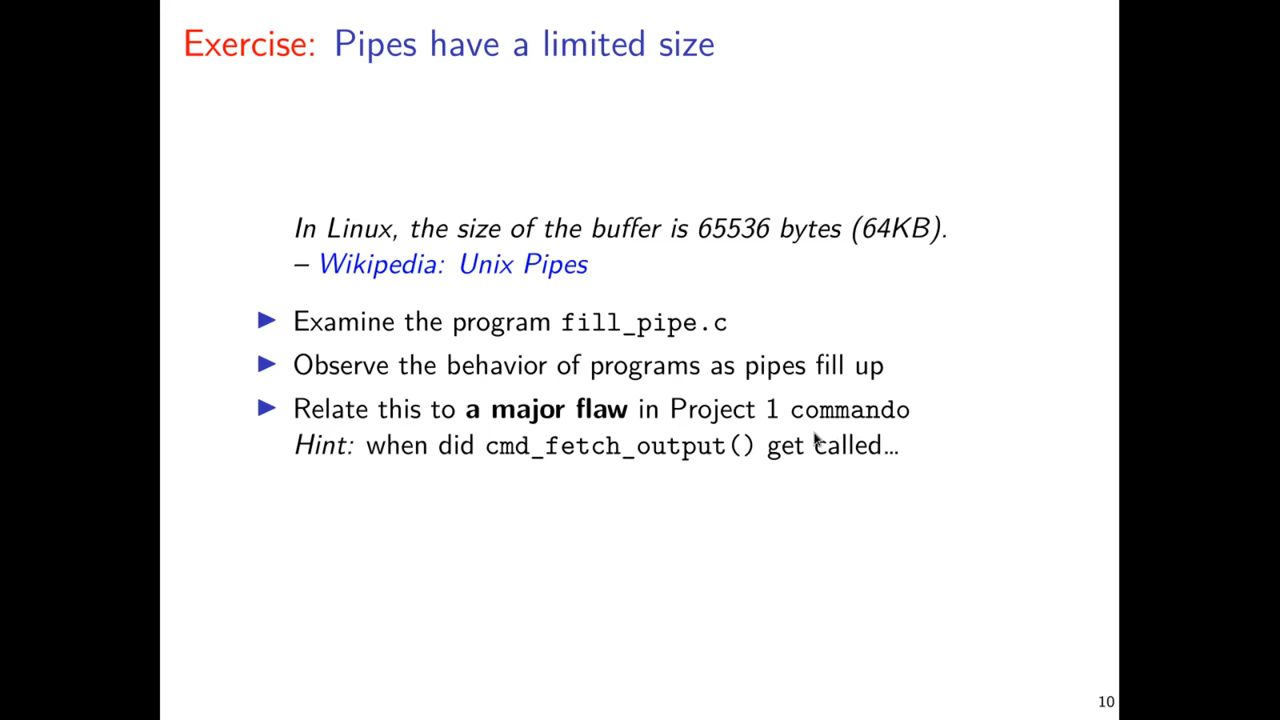 Exercise: Pipes have a limited size
In Linux, the size of the buffer is 65536 bytes (64KB).
– Wikipedia: Unix Pipes
▶ Examine the program fill_pipe.c
▶ Observe the behavior of programs as pipes fill up
▶ Relate this to a major flaw in Project 1 commando
Hint: when did cmd_fetch_output() get called…
10